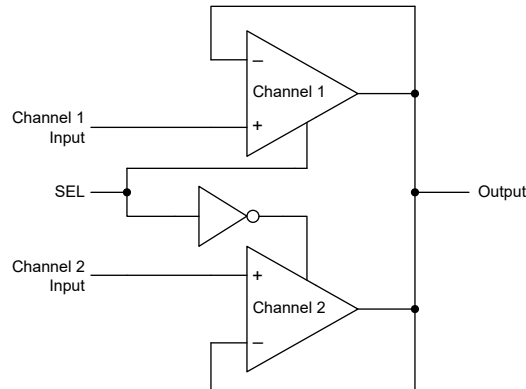 −
Channel 1
+
Channel 1
Input
SEL
Output
Channel 2
Input
+
Channel 2
−